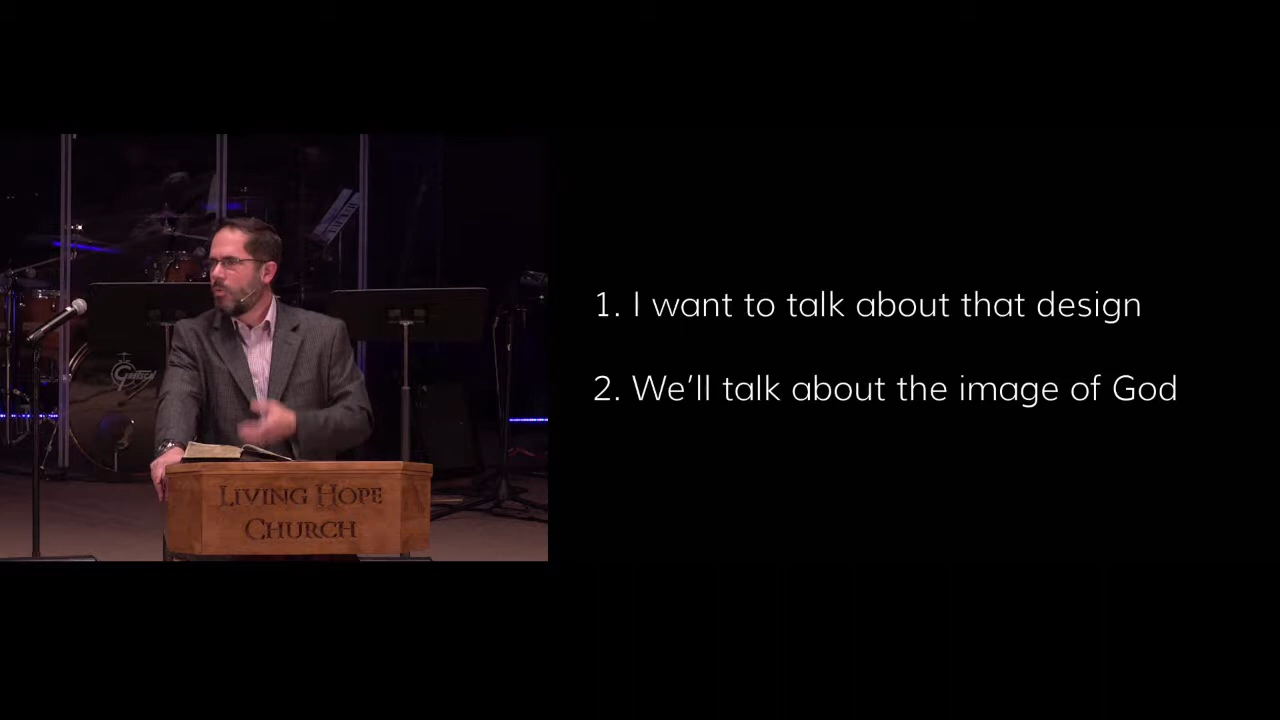 GRETSCH
LIVING HOPE
CHURCH
1. I want to talk about that design
2. We'll talk about the image of God